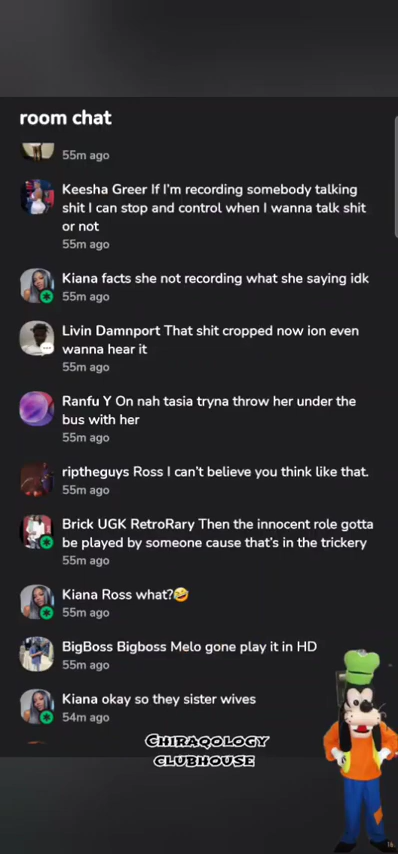 room chat
55m ago
Keesha Greer If I'm recording somebody talking
shit I can stop and control when I wanna talk shit
or not
55m ago
Kiana facts she not recording what she saying idk
55m ago
Livin Damnport That shit cropped now ion even
wanna hear it
55m ago
Ranfu Y On nah tasia tryna throw her under the
bus with her
55m ago
riptheguys Ross I can't believe you think like that.
55m ago
Brick UGK RetroRary Then the innocent role gotta
be played by someone cause that's in the trickery
55m ago
Kiana Ross what?🤣
55m ago
BigBoss Bigboss Melo gone play it in HD
55m ago
Kiana okay so they sister wives
54m ago
CHIRAQOLOGY
CLUBHOUSE